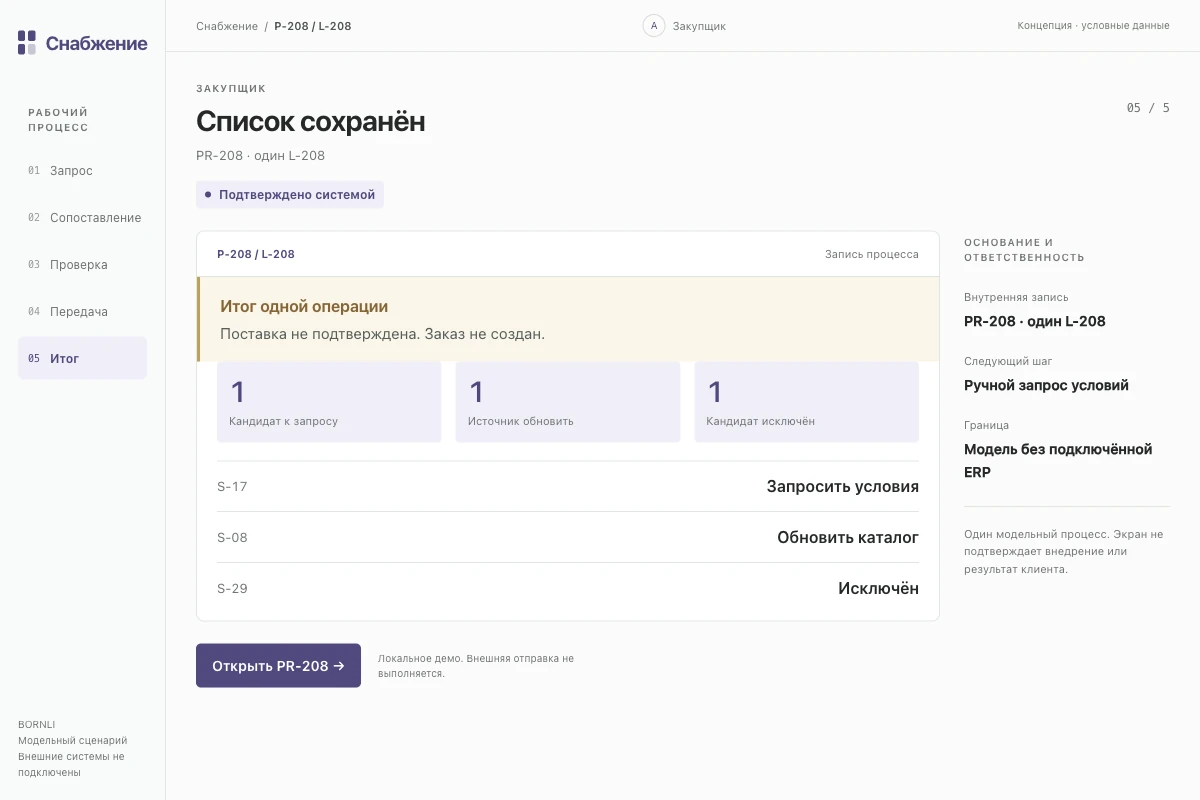 Снабжение
РАБОЧИЙ
ПРОЦЕСС
01 Запрос
02 Сопоставление
03 Проверка
04 Передача
05 Итог
BORNLI
Модельный сценарий
Внешние системы не
подключены
Снабжение / P-208 / L-208
A Закупщик
Концепция · условные данные
ЗАКУПЩИК
Список сохранён
PR-208 · один L-208
05 / 5
Подтверждено системой
P-208 / L-208
Запись процесса
Итог одной операции
Поставка не подтверждена. Заказ не создан.
1
Кандидат к запросу
1
Источник обновить
1
Кандидат исключён
S-17 Запросить условия
S-08 Обновить каталог
S-29 Исключён
Открыть PR-208 →
Локальное демо. Внешняя отправка не
выполняется.
ОСНОВАНИЕ И
ОТВЕТСТВЕННОСТЬ
Внутренняя запись
PR-208 · один L-208
Следующий шаг
Ручной запрос условий
Граница
Модель без подключённой
ERP
Один модельный процесс. Экран не
подтверждает внедрение или
результат клиента.